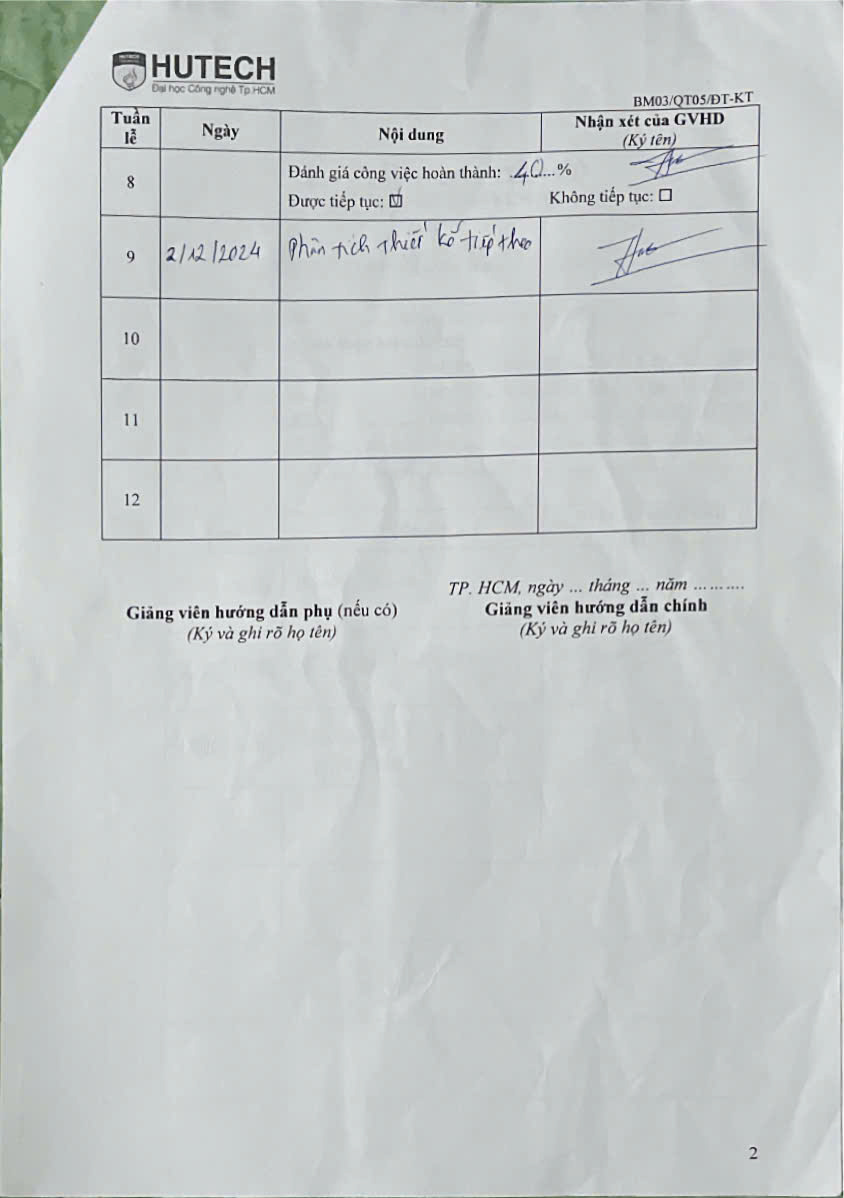 HUTECH
HUTECH
Đại học Công nghệ Tp.HCM
BM03/QT05/ĐT-KT
Tuần lễ Ngày Nội dung Nhận xét của GVHD (Ký tên)
8 Đánh giá công việc hoàn thành: .40...%
Được tiếp tục: ☑ Không tiếp tục: ☐
9 2/12/2024 Phân tích thiết kế tiếp theo
10
11
12
TP. HCM, ngày ... tháng ... năm ..........
Giảng viên hướng dẫn phụ (nếu có) Giảng viên hướng dẫn chính
(Ký và ghi rõ họ tên) (Ký và ghi rõ họ tên)
2